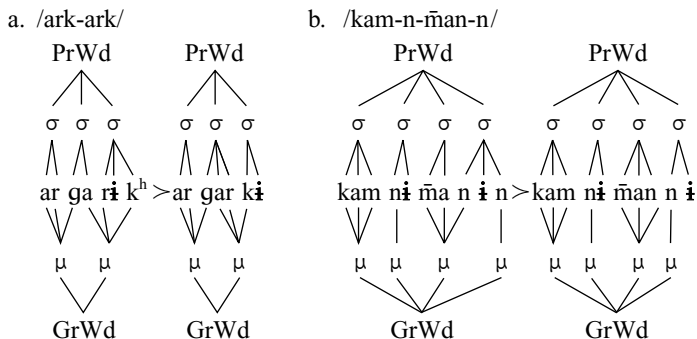 a. /ark-ark/ b. /kam-n-m̄an-n/
PrWd PrWd PrWd PrWd
σ σ σ σ σ σ σ σ σ σ σ σ σ σ
ar ga rɨ kʰ > ar gar kɨ kam nɨ m̄a n ɨ n > kam nɨ m̄an n ɨ
μ μ μ μ μ μ μ μ μ μ μ μ
GrWd GrWd GrWd GrWd